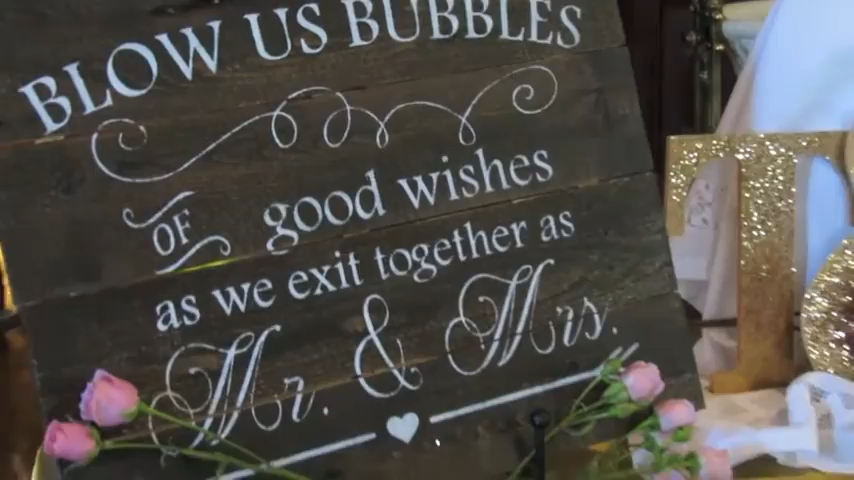 BLOW US BUBBLES
OF good wishes
as we exit together as
Mr. & Mrs.